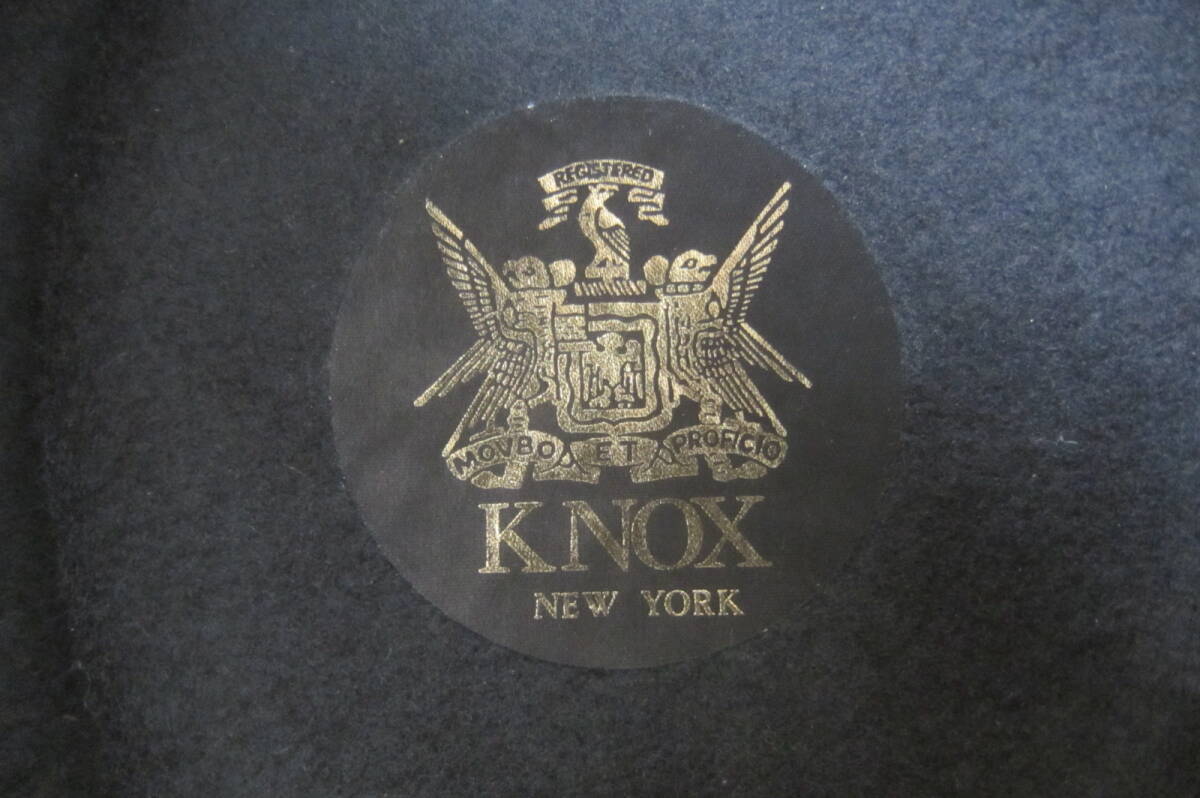 REGISTERED
MOVBO ET PROFICIO
KNOX
NEW YORK